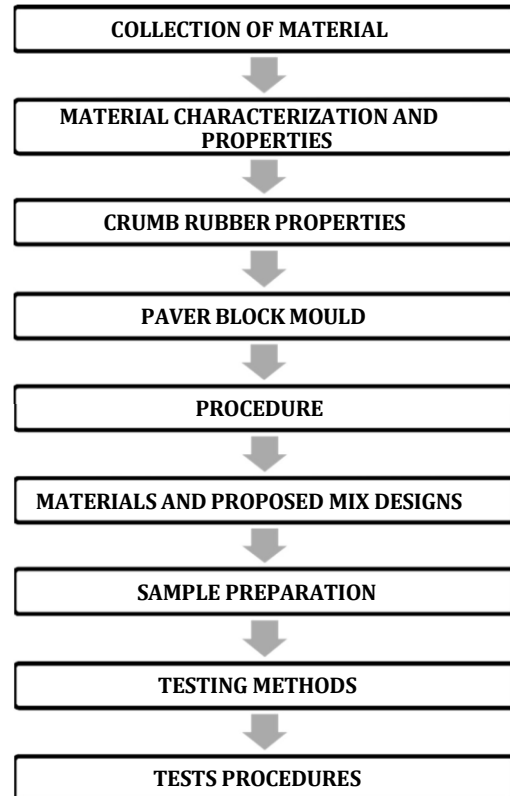 COLLECTION OF MATERIAL
MATERIAL CHARACTERIZATION AND
PROPERTIES
CRUMB RUBBER PROPERTIES
PAVER BLOCK MOULD
PROCEDURE
MATERIALS AND PROPOSED MIX DESIGNS
SAMPLE PREPARATION
TESTING METHODS
TESTS PROCEDURES